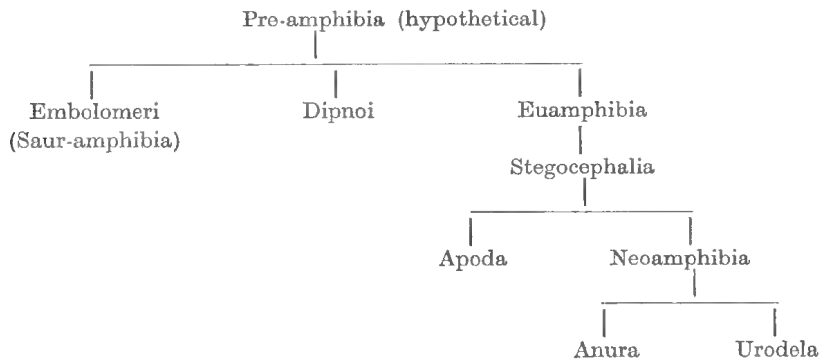 Pre-amphibia (hypothetical)
Embolomeri Dipnoi Euamphibia
(Saur-amphibia)
Stegocephalia
Apoda Neoamphibia
Anura Urodela